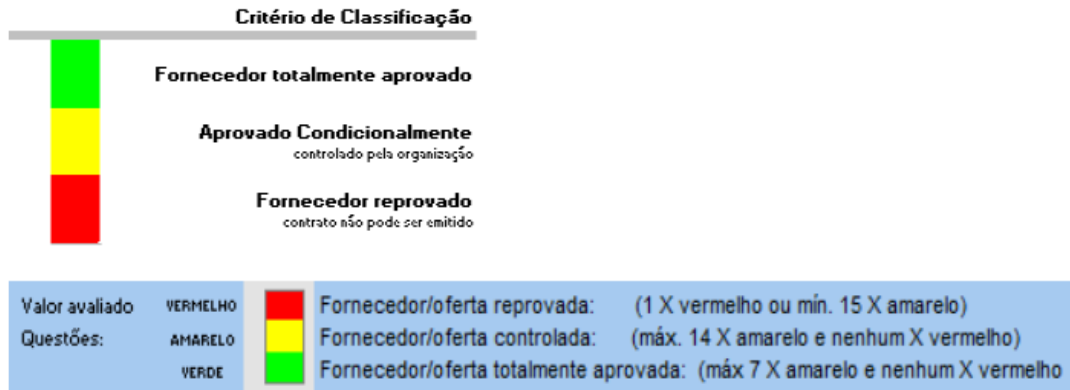 Critério de Classificação
Fornecedor totalmente aprovado
Aprovado Condicionalmente
controlado pela organização
Fornecedor reprovado
contrato não pode ser emitido
Valor avaliado VERMELHO Fornecedor/oferta reprovada: (1 X vermelho ou mín. 15 X amarelo)
Questões: AMARELO Fornecedor/oferta controlada: (máx. 14 X amarelo e nenhum X vermelho)
VERDE Fornecedor/oferta totalmente aprovada: (máx 7 X amarelo e nenhum X vermelho